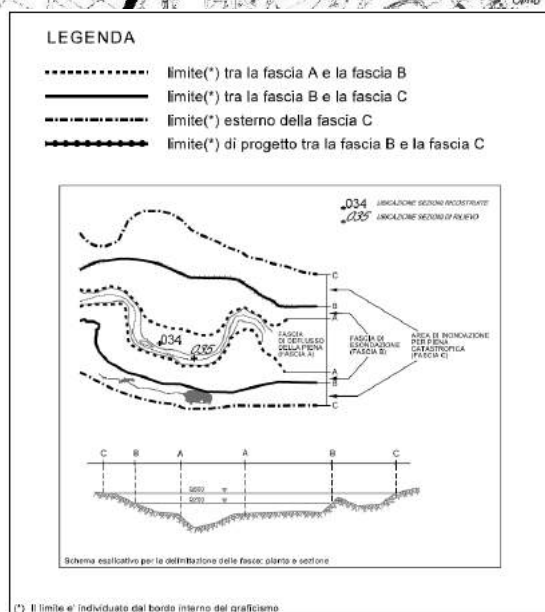 LEGENDA
limite(*) tra la fascia A e la fascia B
limite(*) tra la fascia B e la fascia C
limite(*) esterno della fascia C
limite(*) di progetto tra la fascia B e la fascia C
034 UBICAZIONE SEZIONI RICOSTRUITE
035 UBICAZIONE SEZIONI DI RILIEVO
C
B
A
034
035
FASCIA
DI DEFLUSSO
DELLA PIENA
(FASCIA A)
FASCIA DI
ESONDAZIONE
(FASCIA B)
AREA DI INONDAZIONE
PER PIENA
CATASTROFICA
(FASCIA C)
A
B
C
C B A A B C
Schema esplicativo per la delimitazione delle fasce: pianta e sezione
(*) Il limite e' individuato dal bordo interno del graficismo